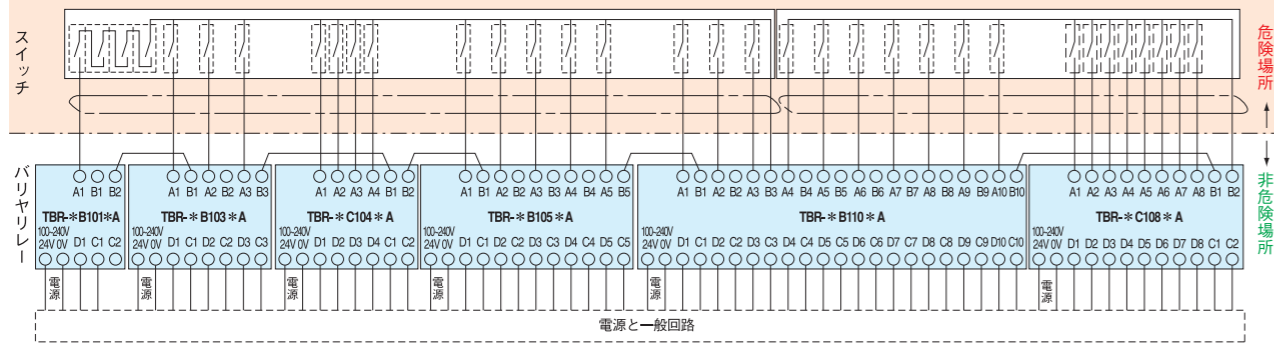 スイッチ
危険場所
バリヤリレー
非危険場所
A1 B1 B2
A1 B1 A2 B2 A3 B3
A1 A2 A3 A4 B1 B2
A1 B1 A2 B2 A3 B3 A4 B4 A5 B5
A1 B1 A2 B2 A3 B3 A4 B4 A5 B5 A6 B6 A7 B7 A8 B8 A9 B9 A10 B10
A1 A2 A3 A4 A5 A6 A7 A8 B1 B2
TBR-*B101*A
TBR-*B103*A
TBR-*C104*A
TBR-*B105*A
TBR-*B110*A
TBR-*C108*A
100-240V
24V 0V D1 C1 C2
100-240V
24V 0V D1 C1 D2 C2 D3 C3
100-240V
24V 0V D1 D2 D3 D4 C1 C2
100-240V
24V 0V D1 C1 D2 C2 D3 C3 D4 C4 D5 C5
100-240V
24V 0V D1 C1 D2 C2 D3 C3 D4 C4 D5 C5 D6 C6 D7 C7 D8 C8 D9 C9 D10 C10
100-240V
24V 0V D1 D2 D3 D4 D5 D6 D7 D8 C1 C2
電源
電源
電源
電源
電源
電源
電源と一般回路